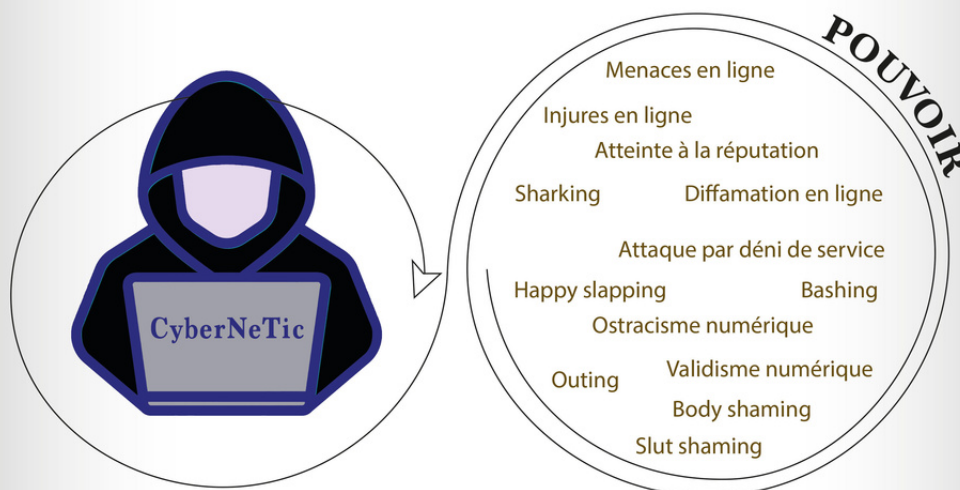 POUVOIR
Menaces en ligne
Injures en ligne
Atteinte à la réputation
Sharking
Diffamation en ligne
Attaque par déni de service
Happy slapping
Bashing
Ostracisme numérique
Validisme numérique
Outing
Body shaming
Slut shaming
CyberNeTic